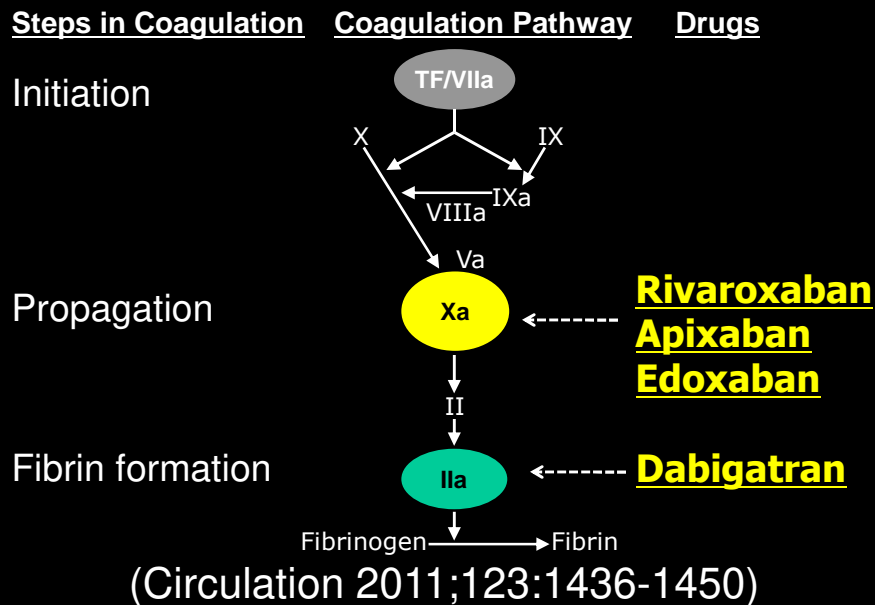 Steps in Coagulation Coagulation Pathway Drugs
Initiation
TF/VIIa
X
IX
IXa
VIIIa
Va
Propagation
Xa
Rivaroxaban
Apixaban
Edoxaban
II
Fibrin formation
IIa
Dabigatran
Fibrinogen Fibrin
(Circulation 2011;123:1436-1450)